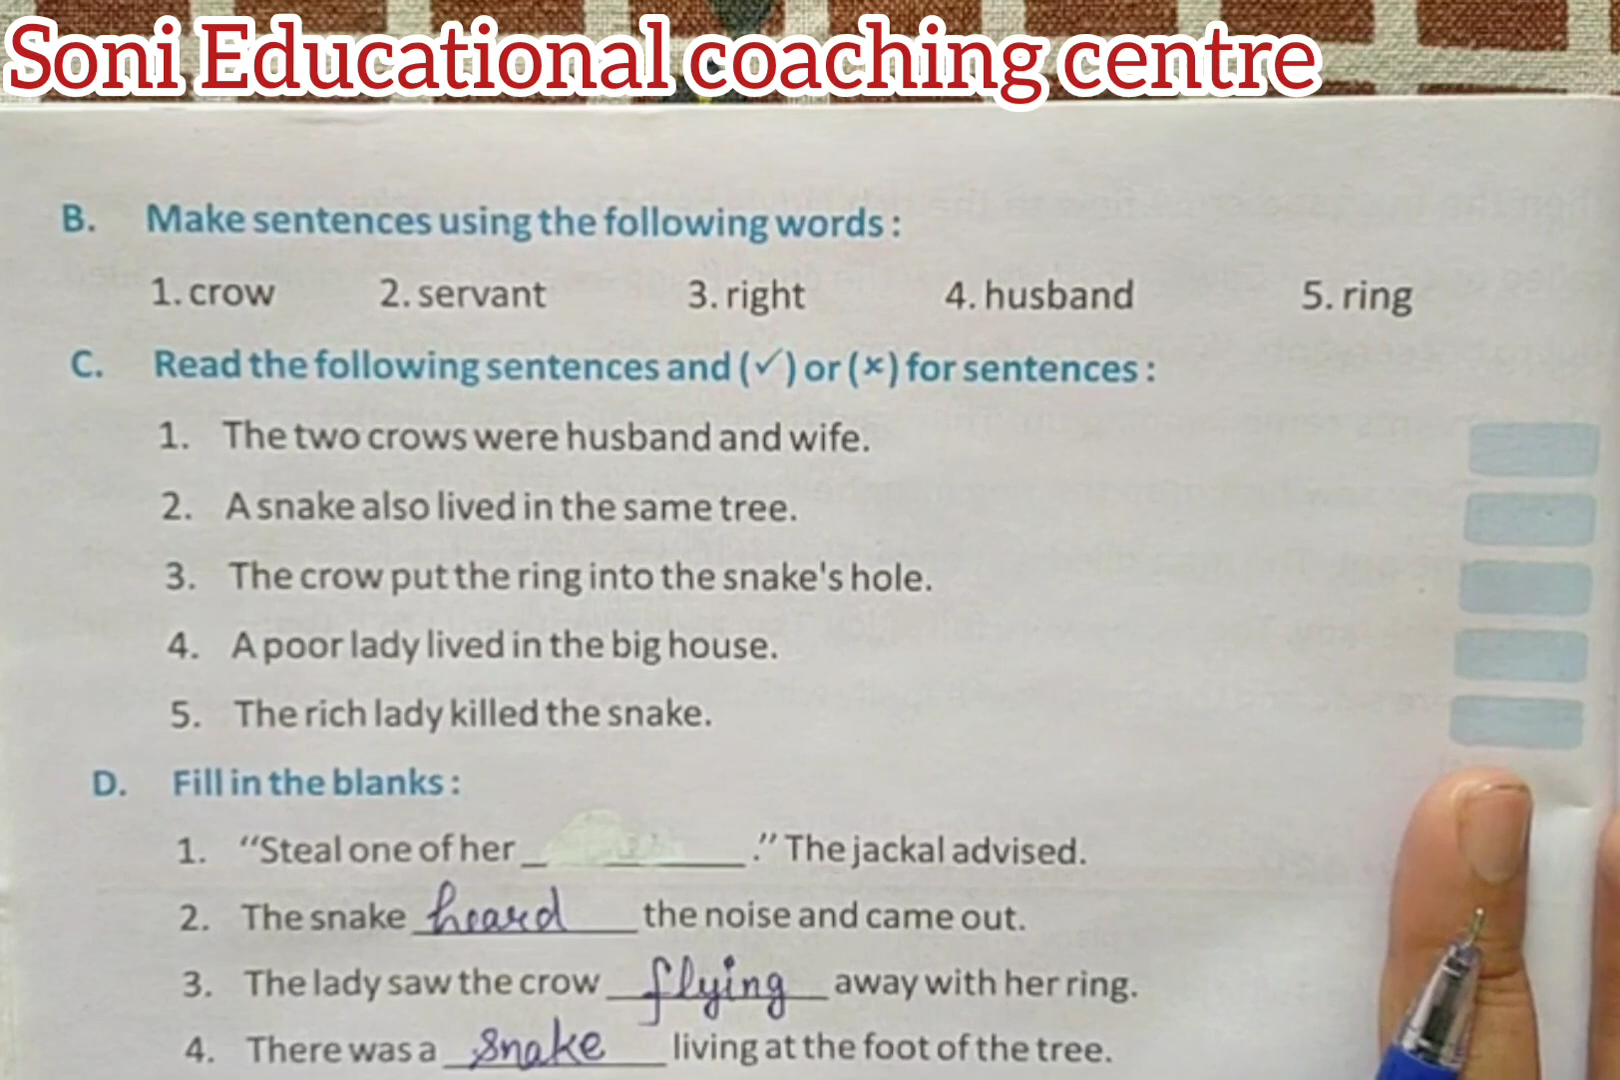 Soni Educational coaching centre
B. Make sentences using the following words :
1. crow 2. servant 3. right 4. husband 5. ring
C. Read the following sentences and (✓) or (×) for sentences :
1. The two crows were husband and wife.
2. A snake also lived in the same tree.
3. The crow put the ring into the snake's hole.
4. A poor lady lived in the big house.
5. The rich lady killed the snake.
D. Fill in the blanks :
1. “Steal one of her ______.” The jackal advised.
2. The snake heard the noise and came out.
3. The lady saw the crow flying away with her ring.
4. There was a snake living at the foot of the tree.